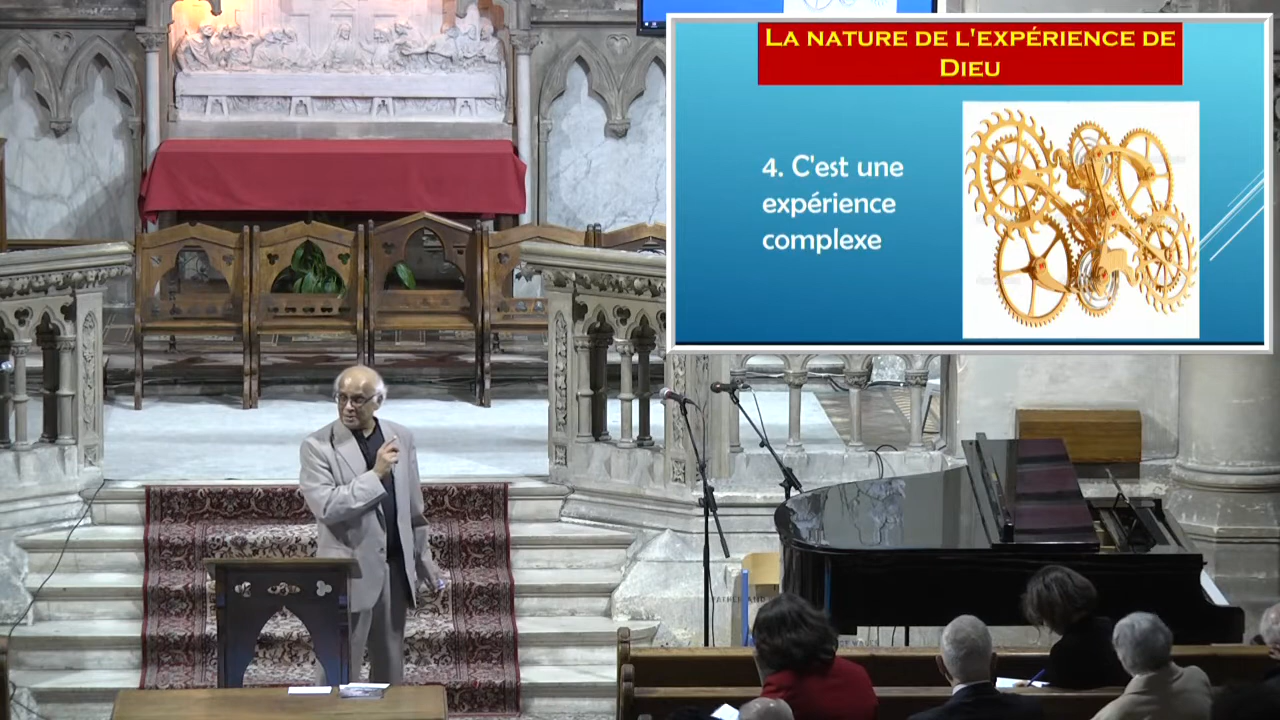 LA NATURE DE L'EXPÉRIENCE DE
DIEU
4. C'est une
expérience
complexe